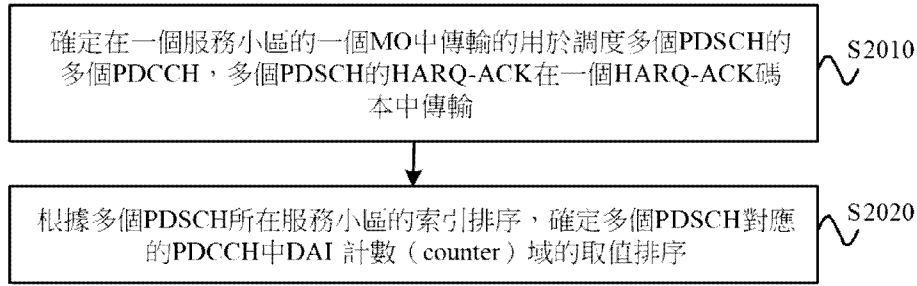 確定在一個服務小區的一個MO中傳輸的用於調度多個PDSCH的
多個PDCCH，多個PDSCH的HARQ-ACK在一個HARQ-ACK碼
本中傳輸
S2010
根據多個PDSCH所在服務小區的索引排序，確定多個PDSCH對應
的PDCCH中DAI 計數（counter）域的取值排序
S2020